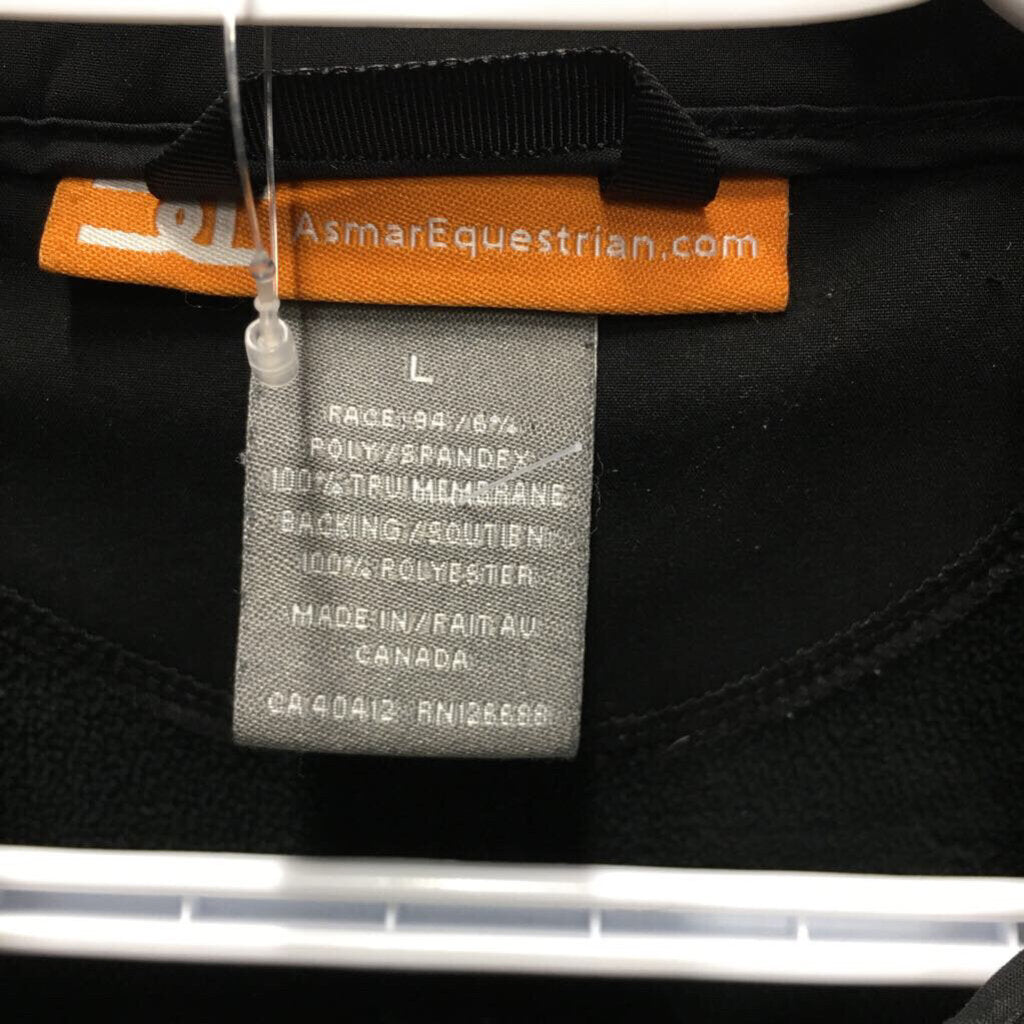 AsmarEquestrian.com
L
FACE: 94/6%
POLY/SPANDEX
100% TPU MEMBRANE
BACKING/SOUTIEN:
100% POLYESTER
MADE IN/FAIT AU
CANADA
CA 40412